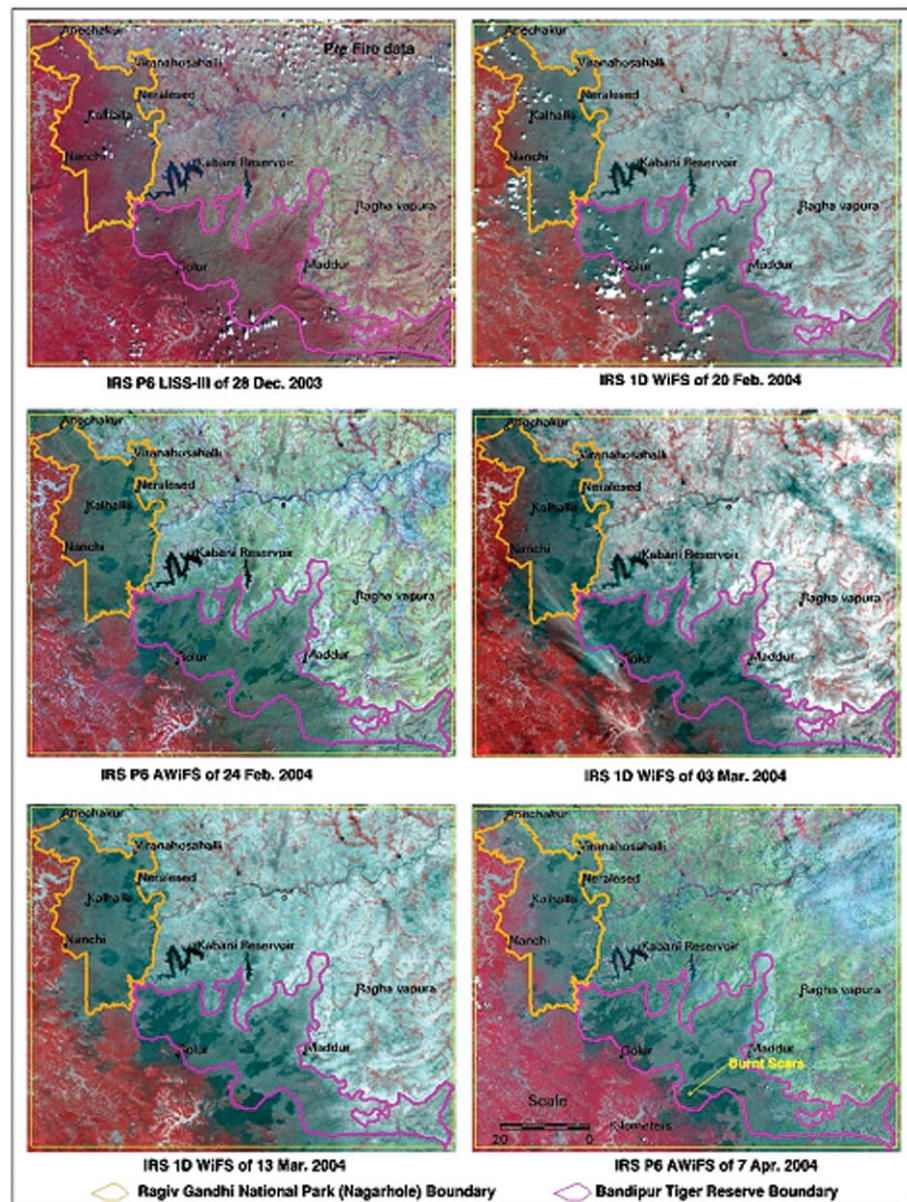 Anechakur
Pre Fire data
Viranahosahalli
Neralesed
Kalhalla
Nanchi
Kabani Reservoir
Ragha vapura
Golur
Maddur
IRS P6 LISS-III of 28 Dec. 2003
Anechakur
Viranahosahalli
Neralesed
Kalhalla
Nanchi
Kabani Reservoir
Ragha vapura
Golur
Maddur
IRS 1D WiFS of 20 Feb. 2004
Anechakur
Viranahosahalli
Neralesed
Kalhalla
Nanchi
Kabani Reservoir
Ragha vapura
Golur
Maddur
IRS P6 AWiFS of 24 Feb. 2004
Anechakur
Viranahosahalli
Neralesed
Kalhalla
Nanchi
Kabani Reservoir
Ragha vapura
Golur
Maddur
IRS 1D WiFS of 03 Mar. 2004
Anechakur
Viranahosahalli
Neralesed
Kalhalla
Nanchi
Kabani Reservoir
Ragha vapura
Golur
Maddur
IRS 1D WiFS of 13 Mar. 2004
Anechakur
Viranahosahalli
Neralesed
Kalhalla
Nanchi
Kabani Reservoir
Ragha vapura
Golur
Maddur
Burnt Scars
Scale
20 0 Kilometers
IRS P6 AWiFS of 7 Apr. 2004
Ragiv Gandhi National Park (Nagarhole) Boundary
Bandipur Tiger Reserve Boundary